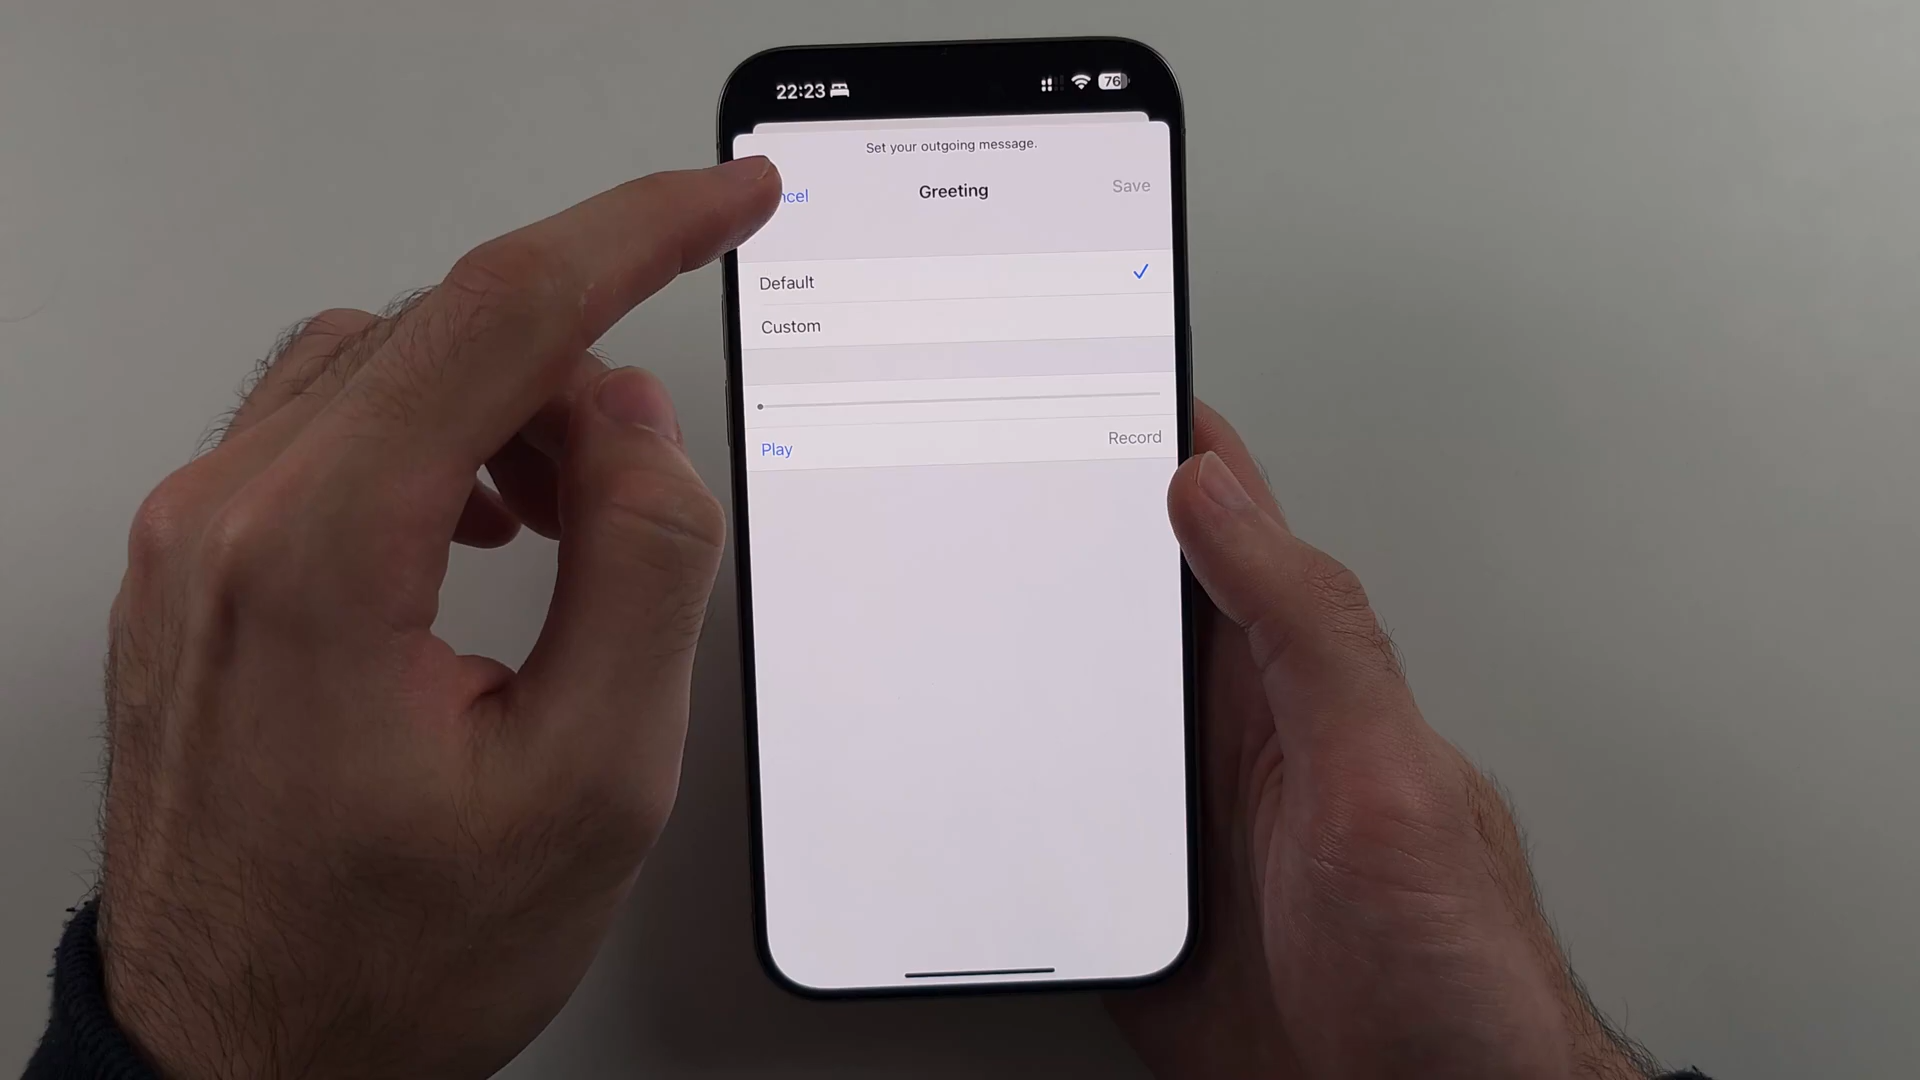 22:23 76
Set your outgoing message.
ncel Greeting Save
Default
Custom
Play Record